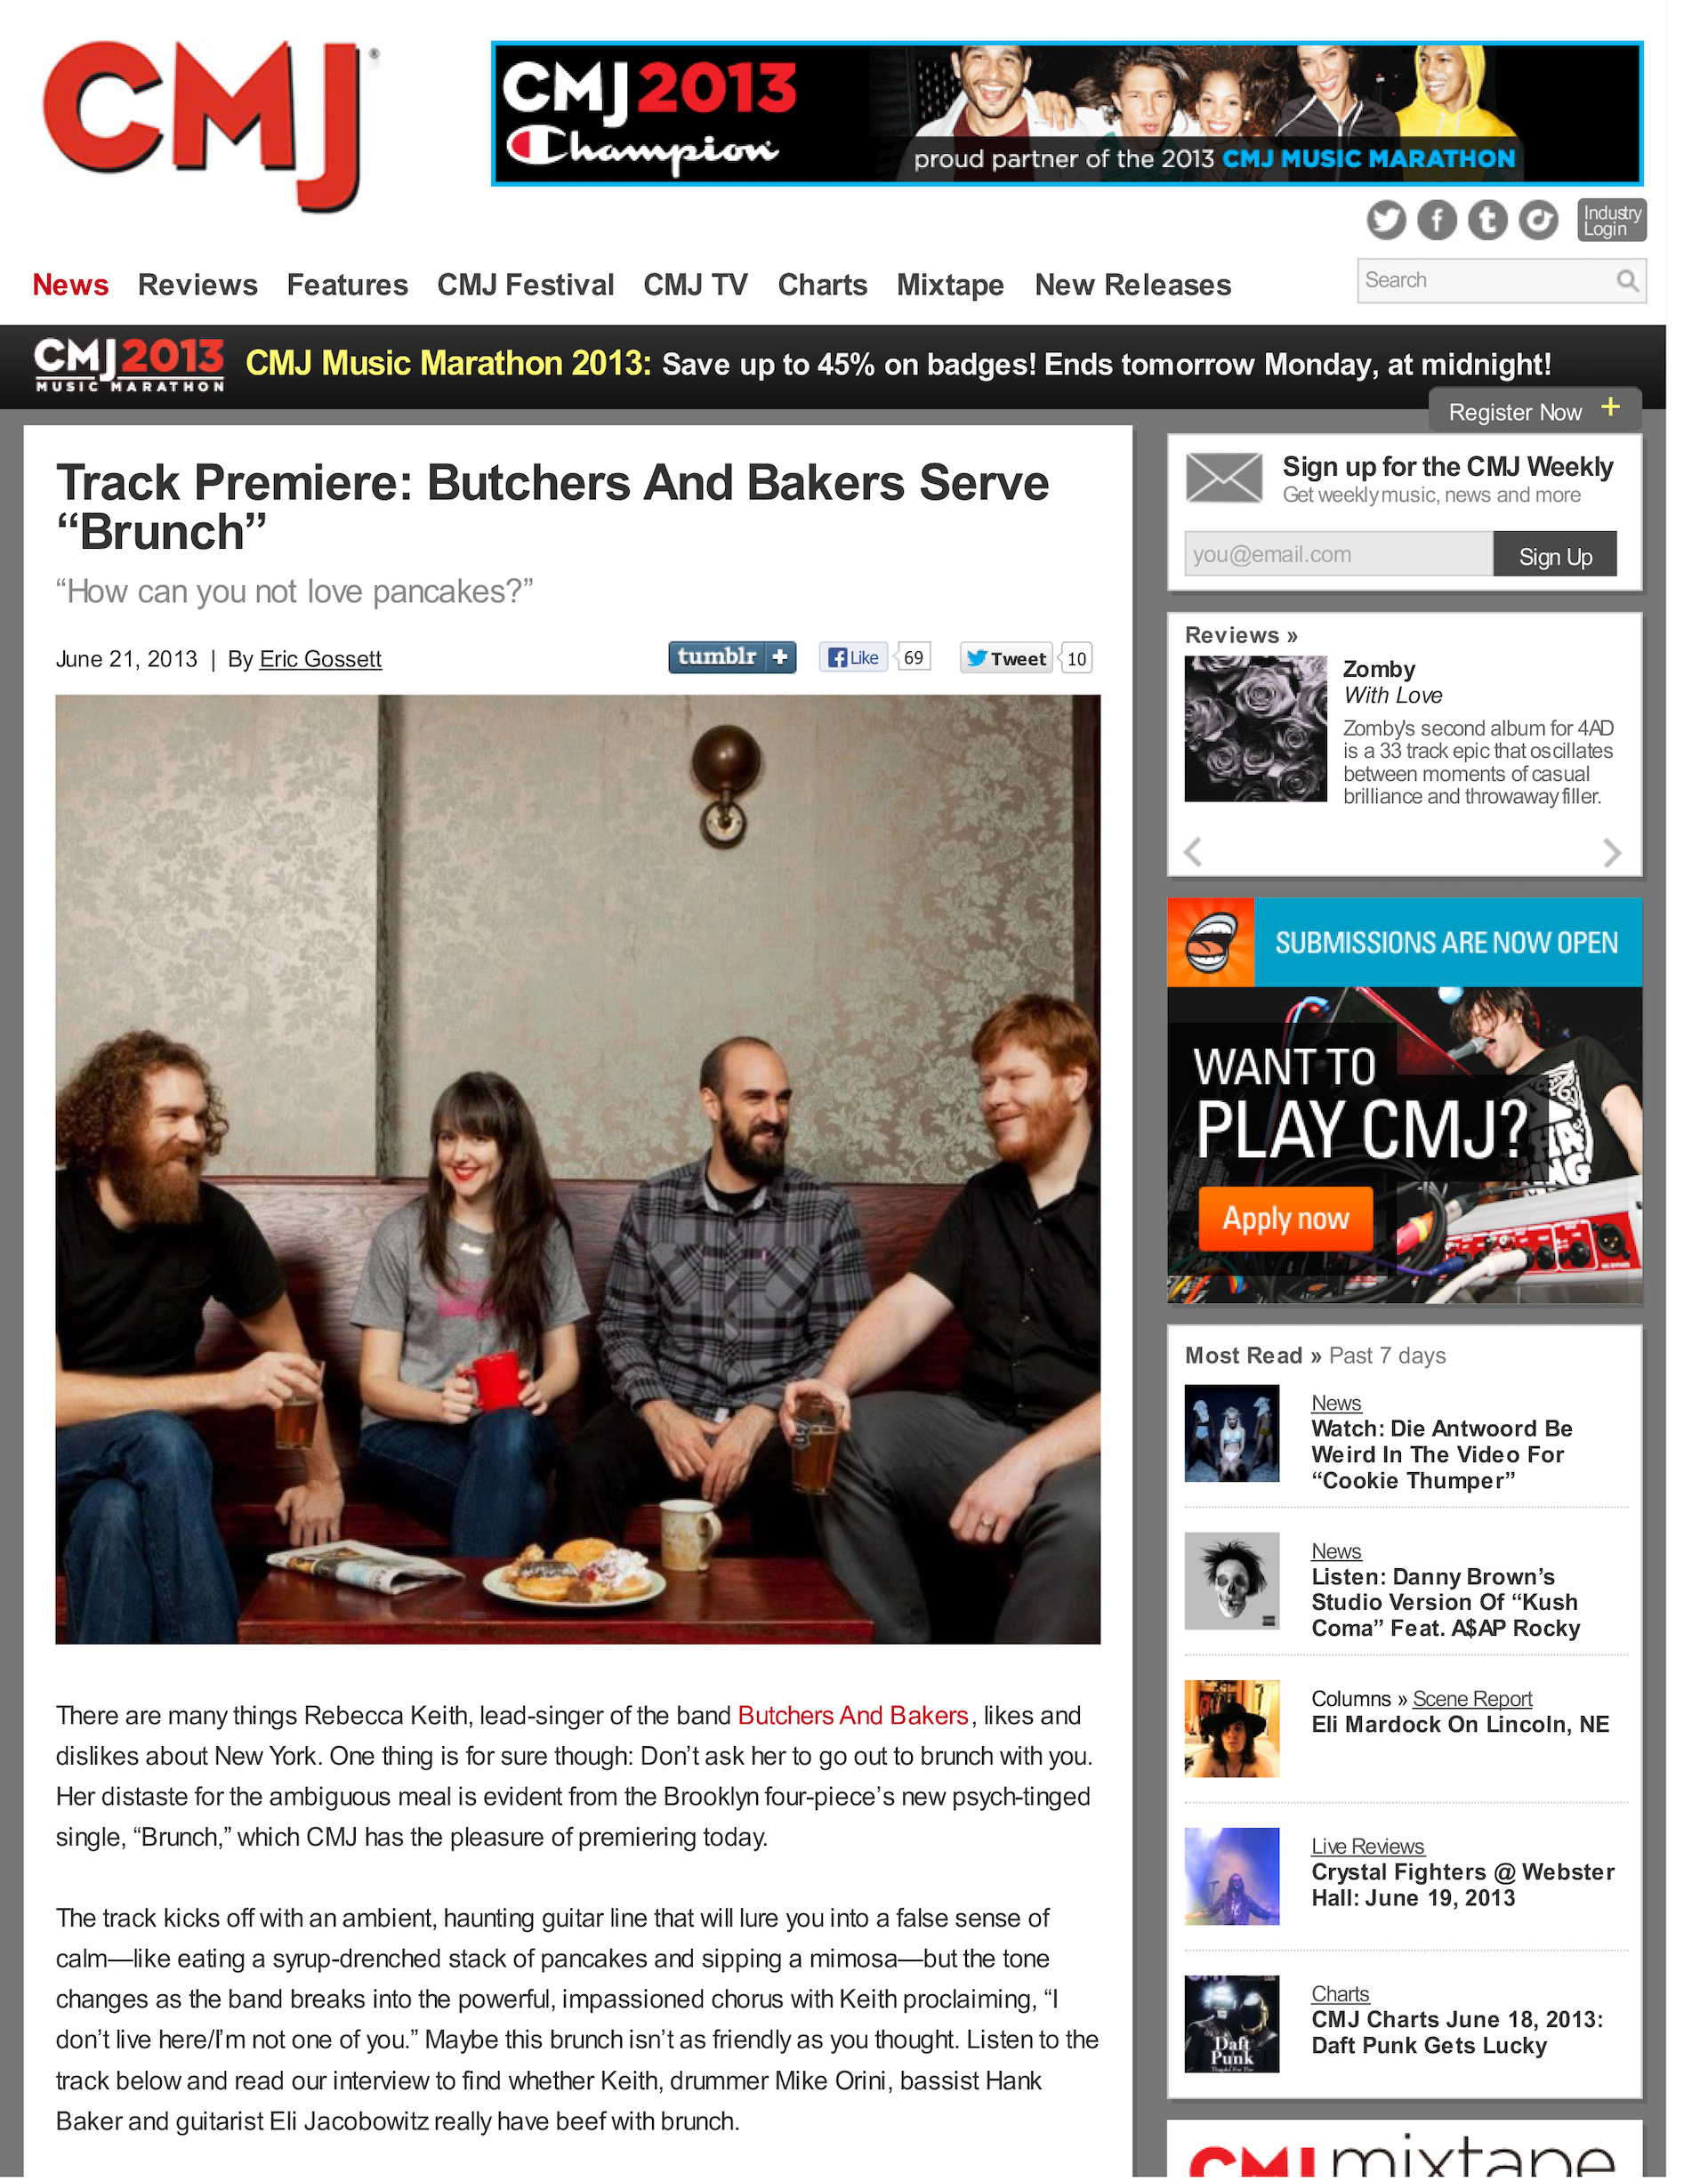 CMJ®
CMJ2013
Champion
proud partner of the 2013 CMJ MUSIC MARATHON
Industry
Login
News Reviews Features CMJ Festival CMJ TV Charts Mixtape New Releases
Search
CMJ2013
MUSIC MARATHON
CMJ Music Marathon 2013: Save up to 45% on badges! Ends tomorrow Monday, at midnight!
Register Now +
Track Premiere: Butchers And Bakers Serve
“Brunch”
“How can you not love pancakes?”
June 21, 2013 | By Eric Gossett
tumblr +
Like 69
Tweet 10
There are many things Rebecca Keith, lead-singer of the band Butchers And Bakers, likes and
dislikes about New York. One thing is for sure though: Don’t ask her to go out to brunch with you.
Her distaste for the ambiguous meal is evident from the Brooklyn four-piece’s new psych-tinged
single, “Brunch,” which CMJ has the pleasure of premiering today.
The track kicks off with an ambient, haunting guitar line that will lure you into a false sense of
calm—like eating a syrup-drenched stack of pancakes and sipping a mimosa—but the tone
changes as the band breaks into the powerful, impassioned chorus with Keith proclaiming, “I
don’t live here/I’m not one of you.” Maybe this brunch isn’t as friendly as you thought. Listen to the
track below and read our interview to find whether Keith, drummer Mike Orini, bassist Hank
Baker and guitarist Eli Jacobowitz really have beef with brunch.
Sign up for the CMJ Weekly
Get weekly music, news and more
you@email.com
Sign Up
Reviews »
Zomby
With Love
Zomby's second album for 4AD
is a 33 track epic that oscillates
between moments of casual
brilliance and throwaway filler.
SUBMISSIONS ARE NOW OPEN
WANT TO
PLAY CMJ?
Apply now
Most Read » Past 7 days
News
Watch: Die Antwoord Be
Weird In The Video For
“Cookie Thumper”
News
Listen: Danny Brown’s
Studio Version Of “Kush
Coma” Feat. A$AP Rocky
Columns » Scene Report
Eli Mardock On Lincoln, NE
Live Reviews
Crystal Fighters @ Webster
Hall: June 19, 2013
Daft
Punk
Charts
CMJ Charts June 18, 2013:
Daft Punk Gets Lucky
CMJ mixtape